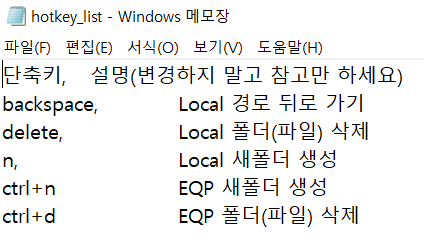 hotkey_list - Windows 메모장
파일(F) 편집(E) 서식(O) 보기(V) 도움말(H)
단축키, 설명(변경하지 말고 참고만 하세요)
backspace, Local 경로 뒤로 가기
delete, Local 폴더(파일) 삭제
n, Local 새폴더 생성
ctrl+n EQP 새폴더 생성
ctrl+d EQP 폴더(파일) 삭제